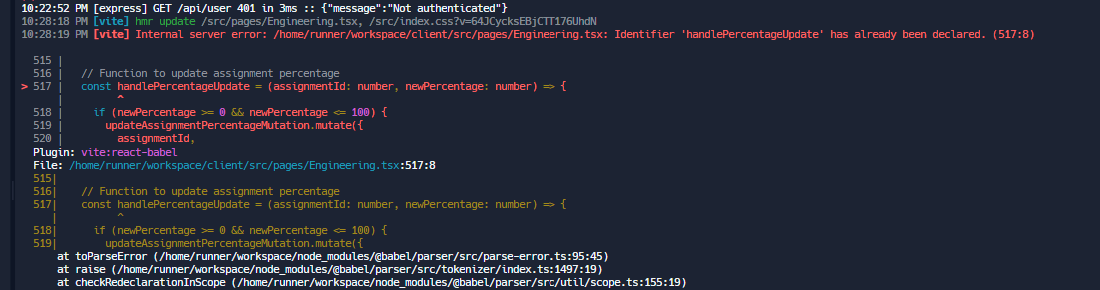 10:22:52 PM [express] GET /api/user 401 in 3ms :: {"message":"Not authenticated"}
10:28:18 PM [vite] hmr update /src/pages/Engineering.tsx, /src/index.css?v=64JCycksEBjCTT176UhdN
10:28:19 PM [vite] Internal server error: /home/runner/workspace/client/src/pages/Engineering.tsx: Identifier 'handlePercentageUpdate' has already been declared. (517:8)
515 |
516 |   // Function to update assignment percentage
> 517 |   const handlePercentageUpdate = (assignmentId: number, newPercentage: number) => {
|         ^
518 |     if (newPercentage >= 0 && newPercentage <= 100) {
519 |       updateAssignmentPercentageMutation.mutate({
520 |         assignmentId,
Plugin: vite:react-babel
File: /home/runner/workspace/client/src/pages/Engineering.tsx:517:8
515|
516|    // Function to update assignment percentage
517|    const handlePercentageUpdate = (assignmentId: number, newPercentage: number) => {
|          ^
518|      if (newPercentage >= 0 && newPercentage <= 100) {
519|        updateAssignmentPercentageMutation.mutate({
at toParseError (/home/runner/workspace/node_modules/@babel/parser/src/parse-error.ts:95:45)
at raise (/home/runner/workspace/node_modules/@babel/parser/src/tokenizer/index.ts:1497:19)
at checkRedeclarationInScope (/home/runner/workspace/node_modules/@babel/parser/src/util/scope.ts:155:19)